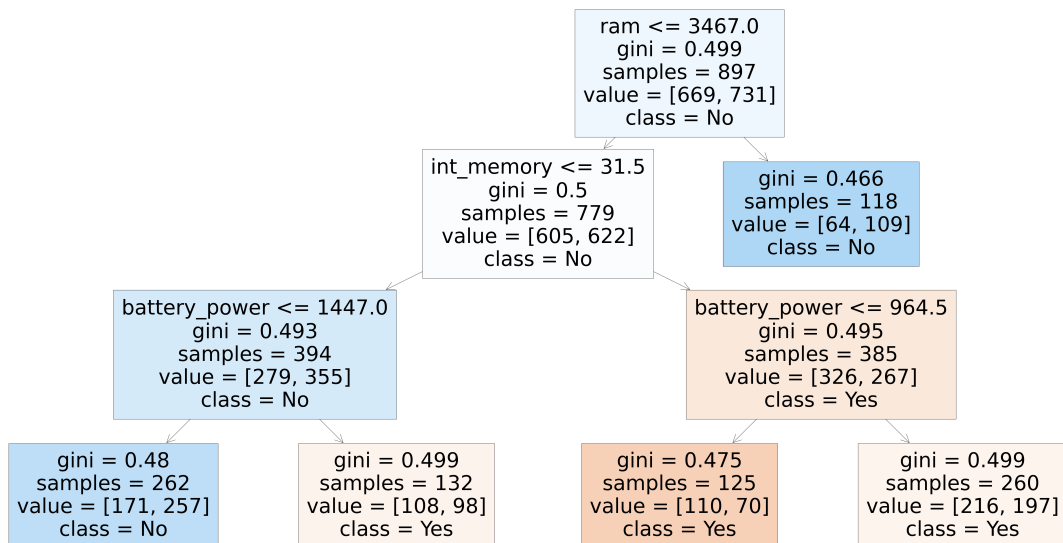 ram <= 3467.0
gini = 0.499
samples = 897
value = [669, 731]
class = No
int_memory <= 31.5
gini = 0.5
samples = 779
value = [605, 622]
class = No
gini = 0.466
samples = 118
value = [64, 109]
class = No
battery_power <= 1447.0
gini = 0.493
samples = 394
value = [279, 355]
class = No
battery_power <= 964.5
gini = 0.495
samples = 385
value = [326, 267]
class = Yes
gini = 0.48
samples = 262
value = [171, 257]
class = No
gini = 0.499
samples = 132
value = [108, 98]
class = Yes
gini = 0.475
samples = 125
value = [110, 70]
class = Yes
gini = 0.499
samples = 260
value = [216, 197]
class = Yes